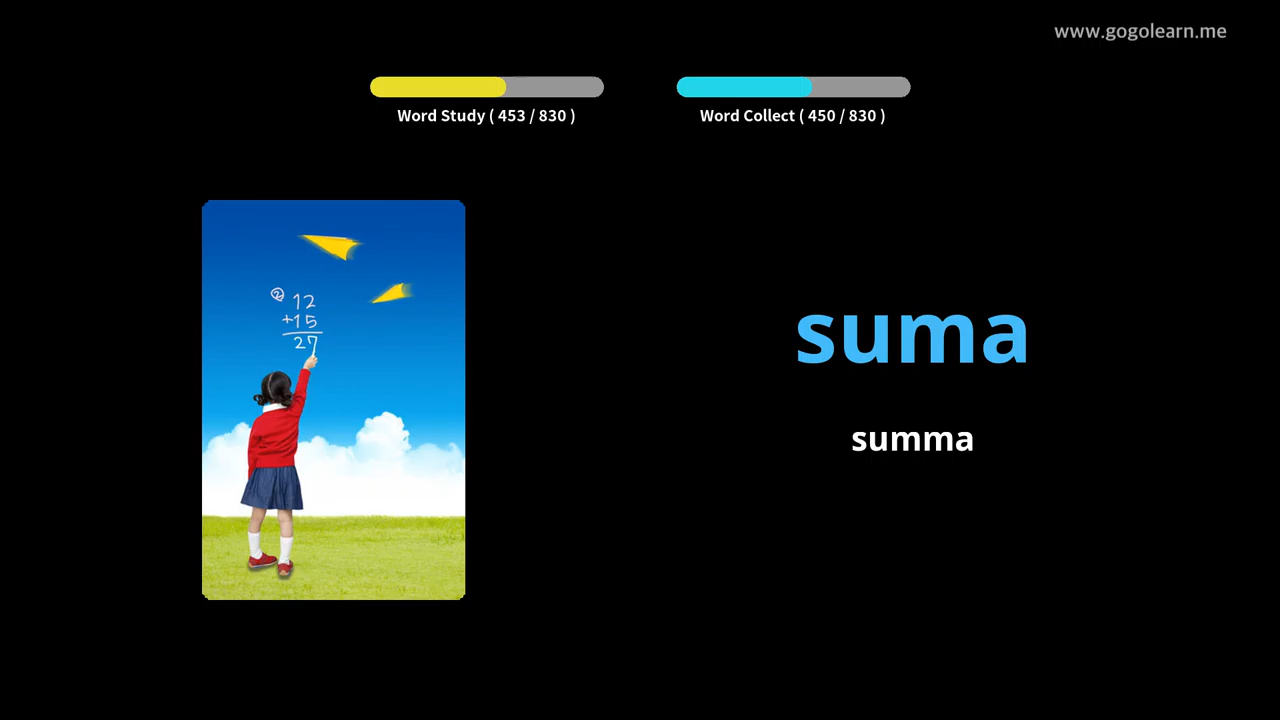 www.gogolearn.me
Word Study ( 453 / 830 )
Word Collect ( 450 / 830 )
② 12
+15
27
suma
summa